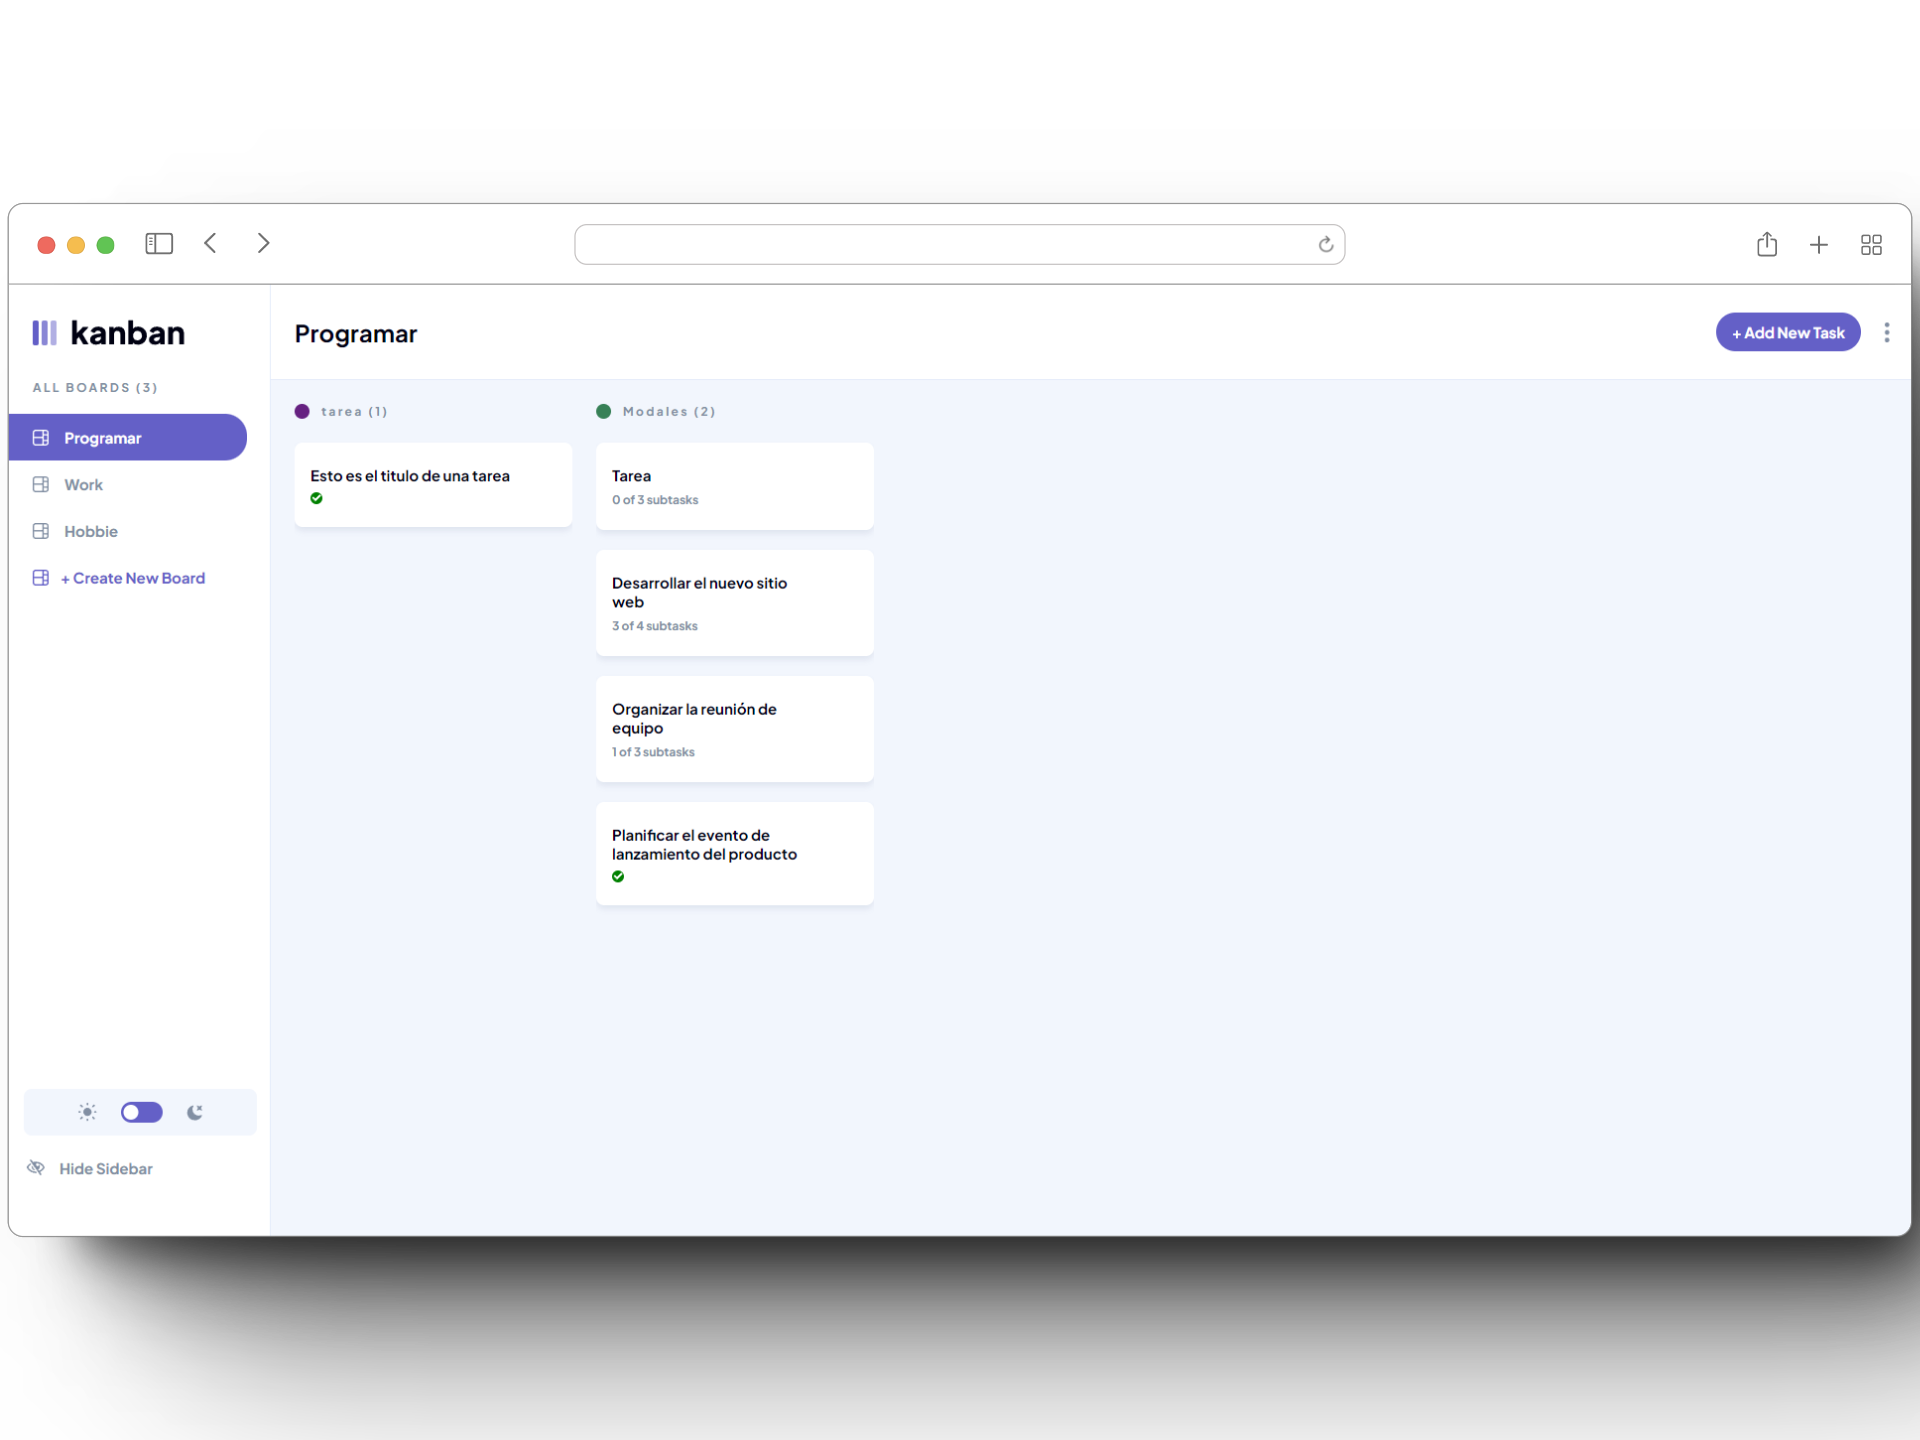 kanban
ALL BOARDS (3)
Programar
Work
Hobbie
+ Create New Board
Hide Sidebar
Programar
+ Add New Task
tarea (1)
Esto es el titulo de una tarea
Modales (2)
Tarea
0 of 3 subtasks
Desarrollar el nuevo sitio
web
3 of 4 subtasks
Organizar la reunión de
equipo
1 of 3 subtasks
Planificar el evento de
lanzamiento del producto